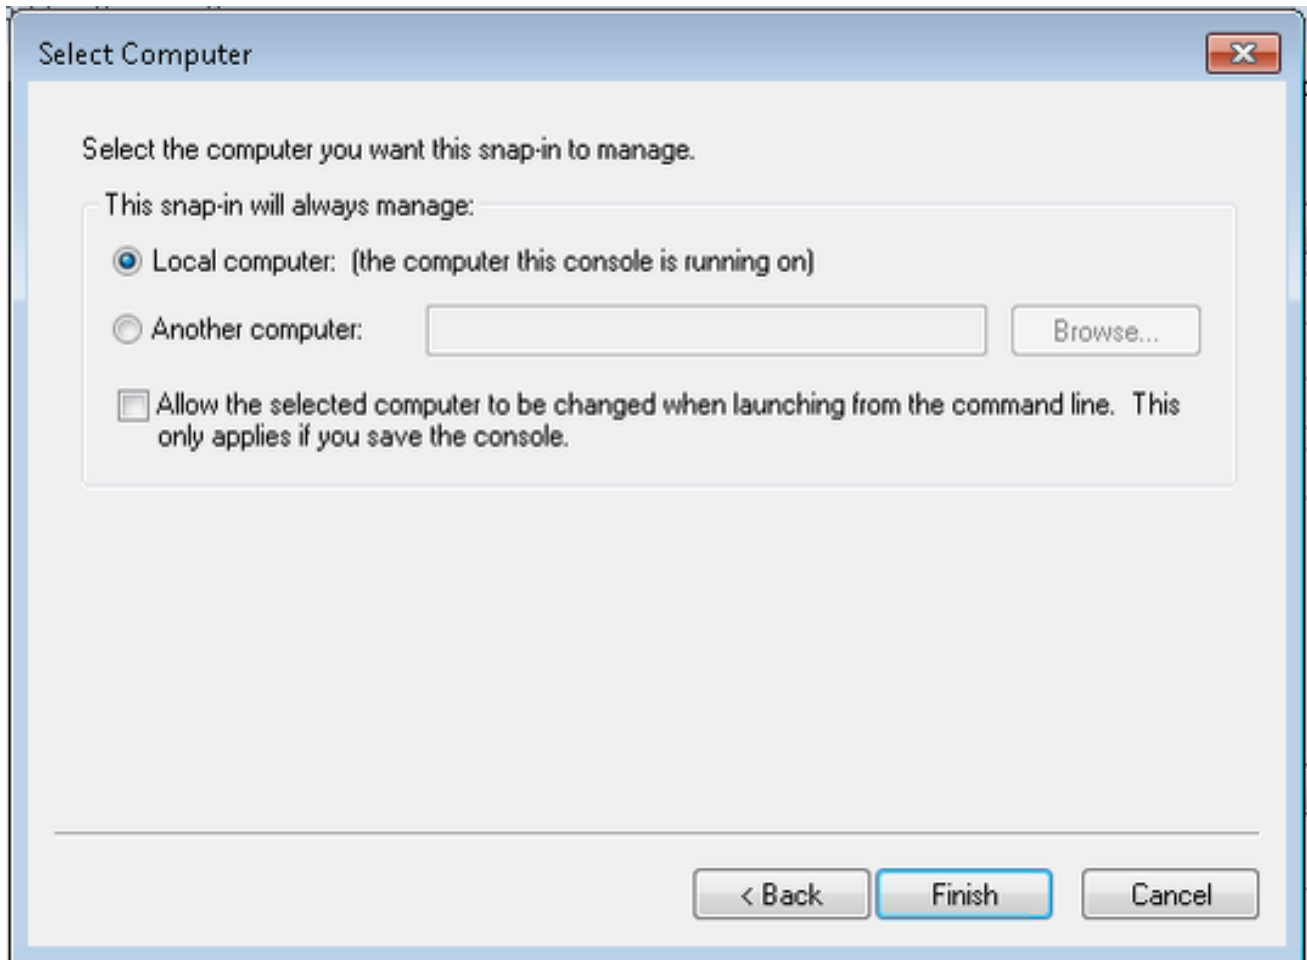 Select Computer
Select the computer you want this snap-in to manage.
This snap-in will always manage:
Local computer: (the computer this console is running on)
Another computer:
Browse...
Allow the selected computer to be changed when launching from the command line. This
only applies if you save the console.
< Back
Finish
Cancel